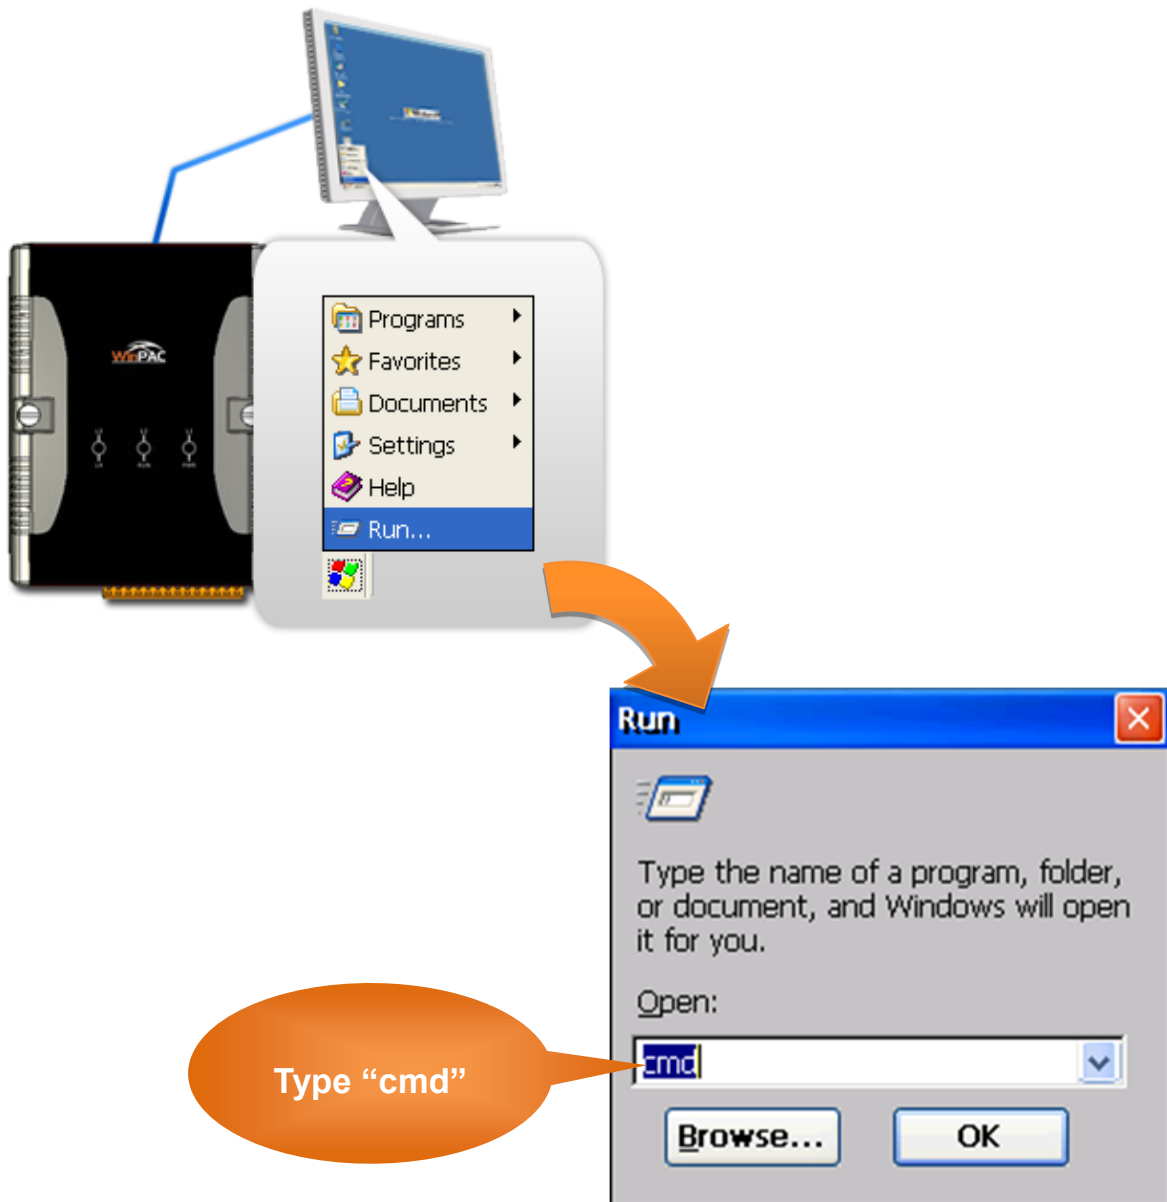 WinPAC
RUN
Programs
Favorites
Documents
Settings
Help
Run...
Run
Type the name of a program, folder,
or document, and Windows will open
it for you.
Open:
cmd
Type “cmd”
Browse...
OK